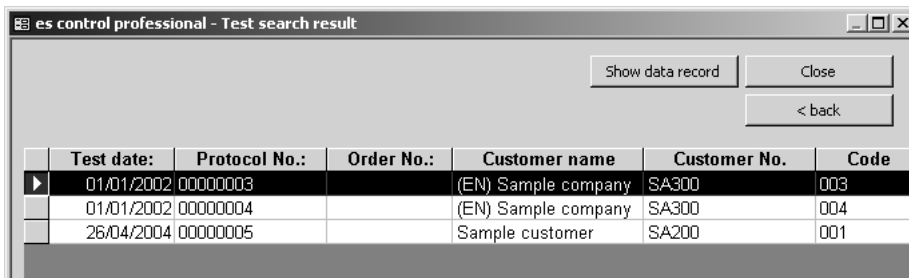 es control professional - Test search result
Show data record Close
< back
Test date: Protocol No.: Order No.: Customer name Customer No. Code
01/01/2002 00000003 (EN) Sample company SA300 003
01/01/2002 00000004 (EN) Sample company SA300 004
26/04/2004 00000005 Sample customer SA200 001